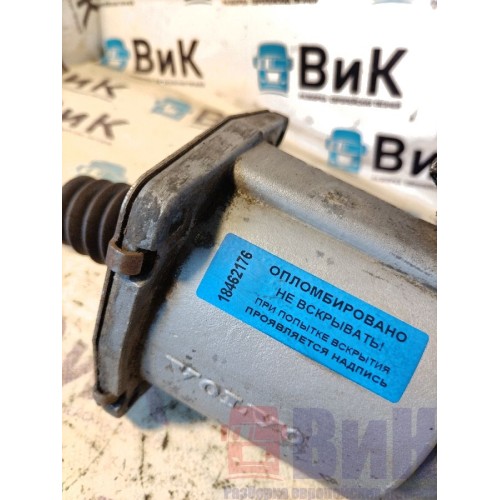 ВиК
ВиК
ВиК
18462176
ОПЛОМБИРОВАНО
НЕ ВСКРЫВАТЬ!
ПРИ ПОПЫТКЕ ВСКРЫТИЯ
ПРОЯВЛЯЕТСЯ НАДПИСЬ
VOLVO
ВиК